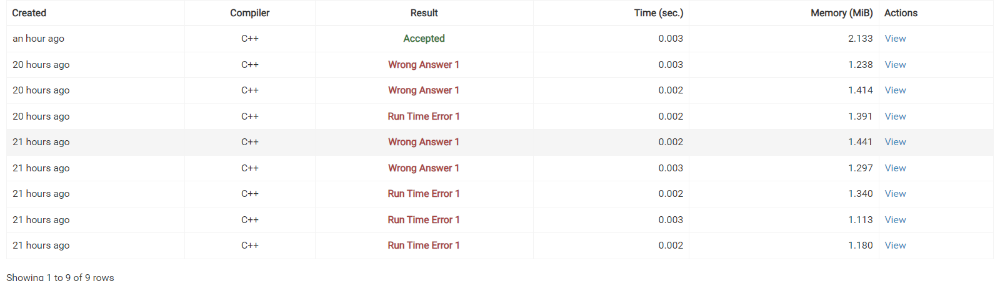 Created Compiler Result Time (sec.) Memory (MiB) Actions
an hour ago C++ Accepted 0.003 2.133 View
20 hours ago C++ Wrong Answer 1 0.003 1.238 View
20 hours ago C++ Wrong Answer 1 0.002 1.414 View
20 hours ago C++ Run Time Error 1 0.002 1.391 View
21 hours ago C++ Wrong Answer 1 0.002 1.441 View
21 hours ago C++ Wrong Answer 1 0.003 1.297 View
21 hours ago C++ Run Time Error 1 0.002 1.340 View
21 hours ago C++ Run Time Error 1 0.003 1.113 View
21 hours ago C++ Run Time Error 1 0.002 1.180 View
Showing 1 to 9 of 9 rows